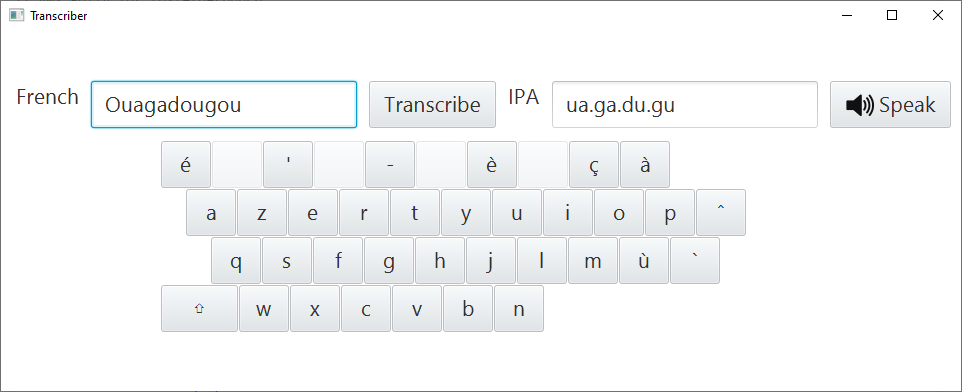 Transcriber
French Ouagadougou Transcribe IPA ua.ga.du.gu Speak
é ' - è ç à
a z e r t y u i o p ^
q s f g h j l m ù `
⇧ w x c v b n